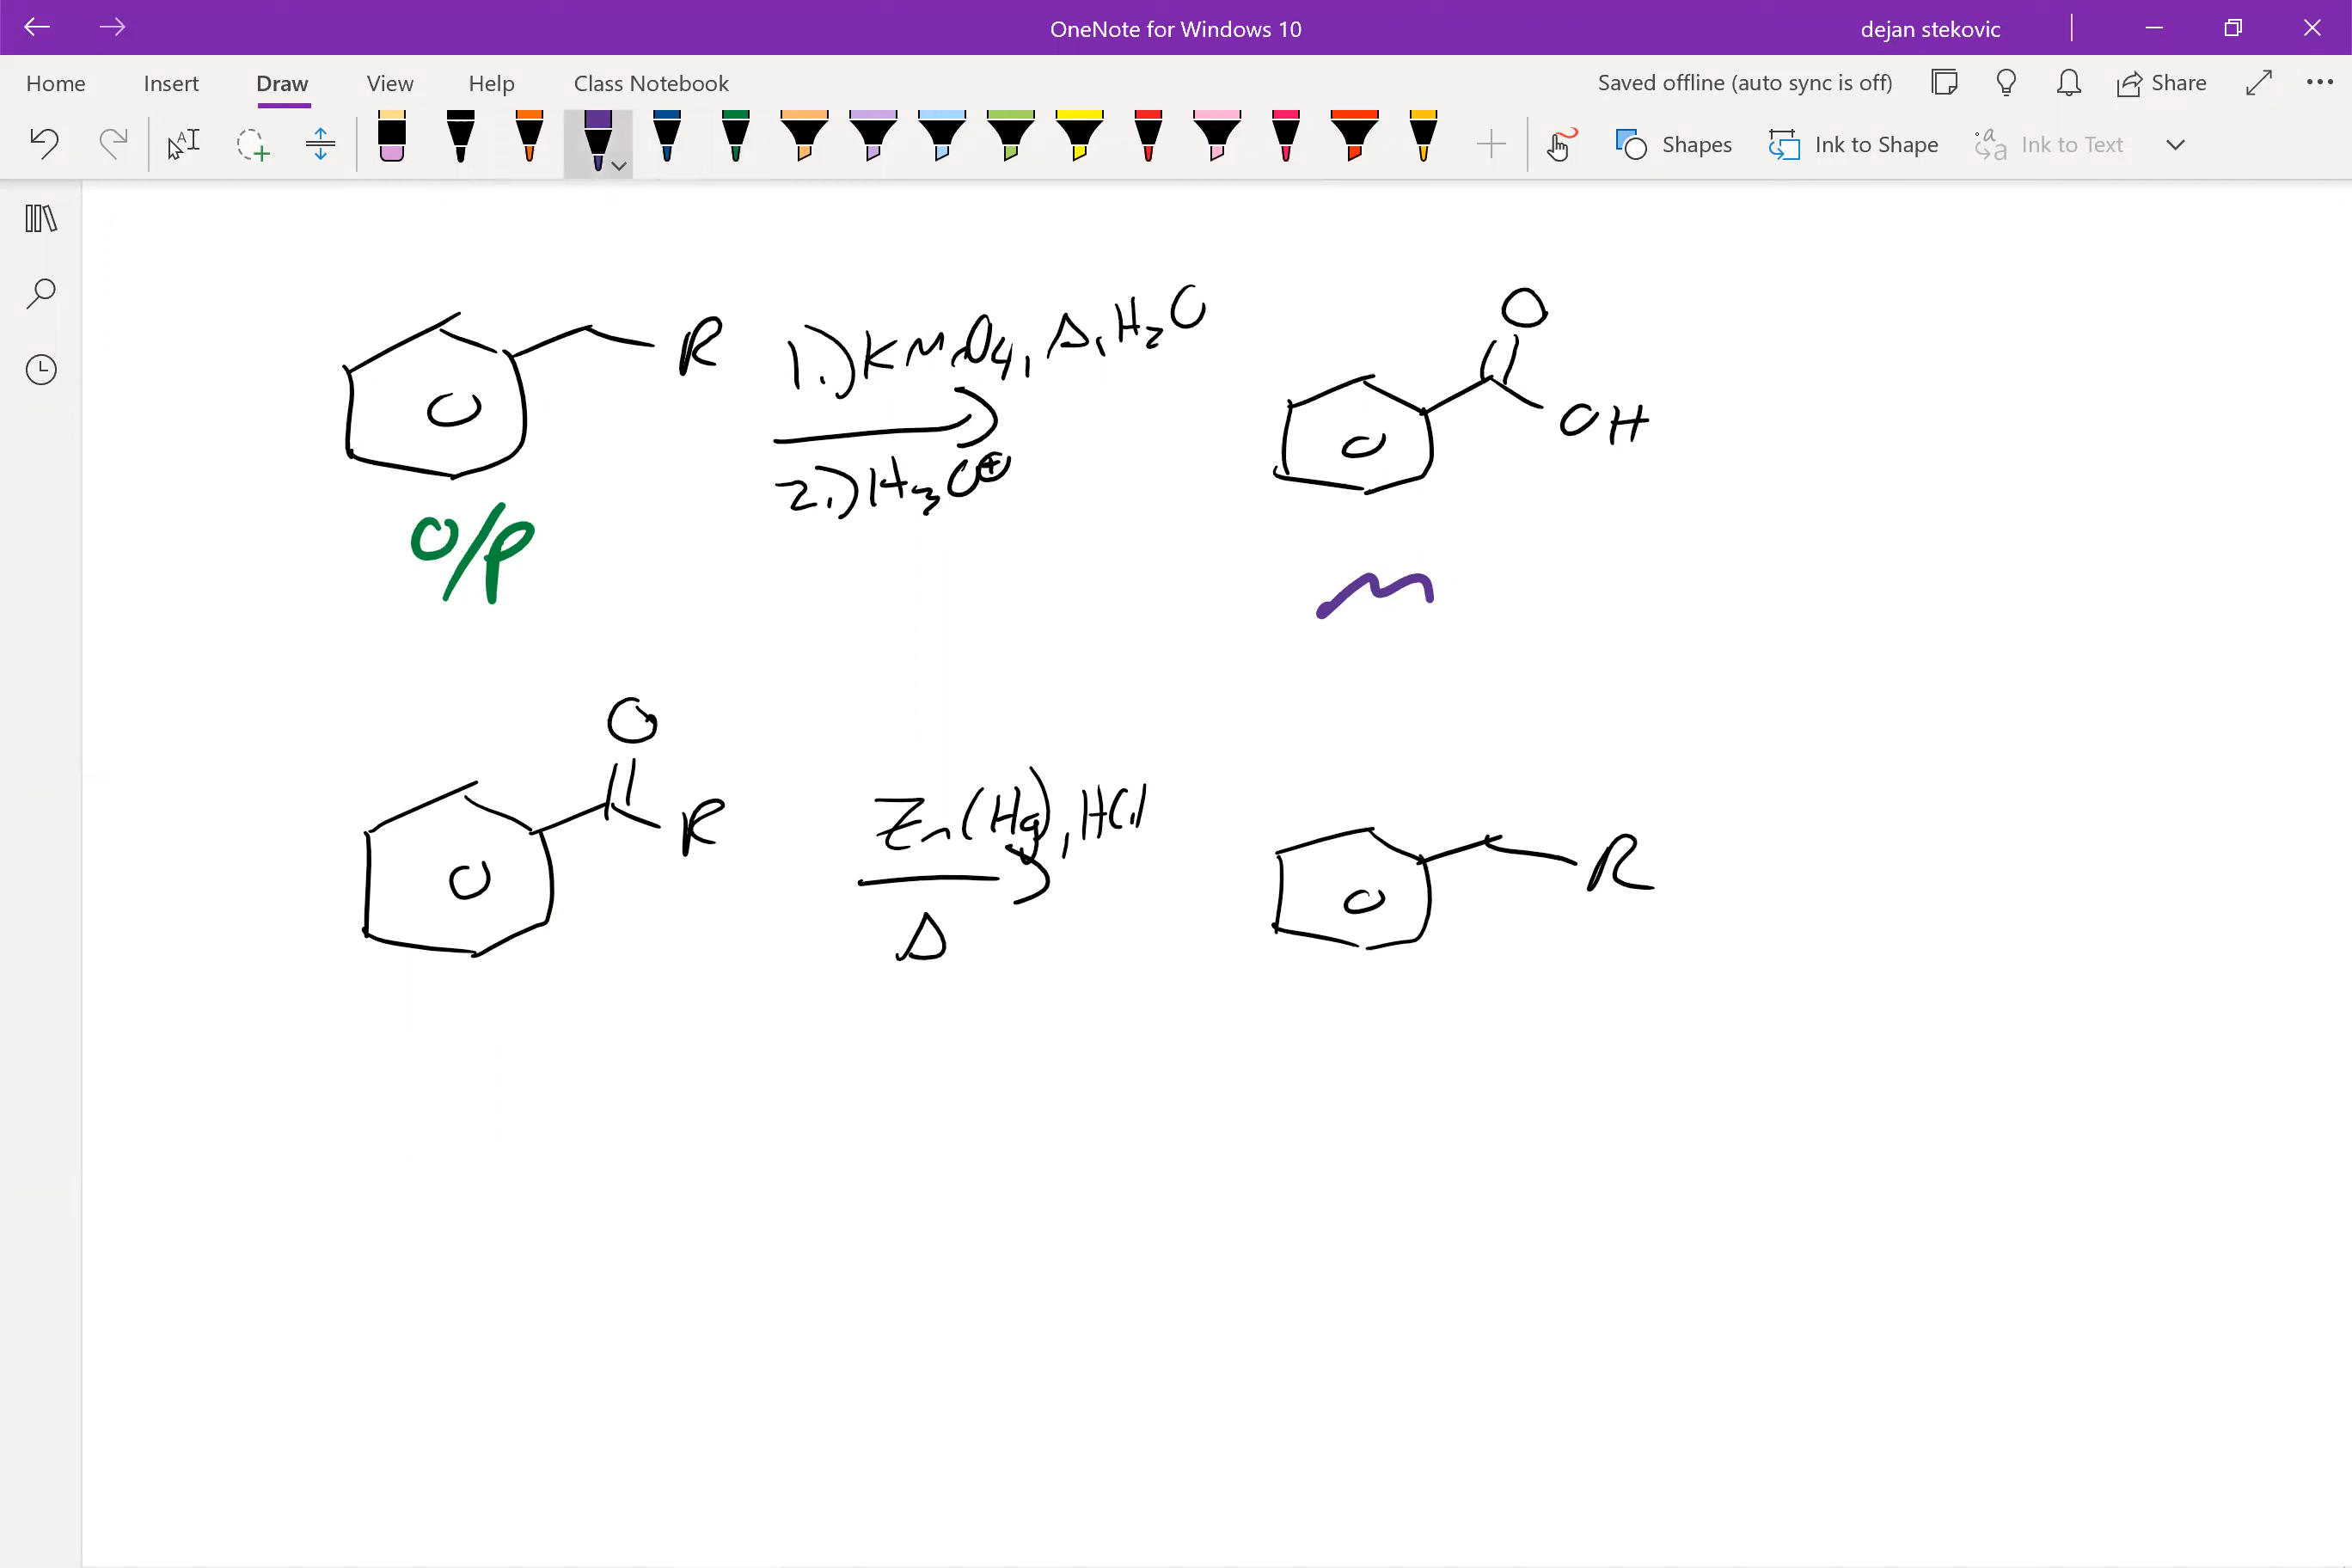 OneNote for Windows 10
dejan stekovic
Home Insert Draw View Help Class Notebook
Saved offline (auto sync is off)
Share
Shapes
Ink to Shape
Ink to Text
R
1.) KMnO4, Δ, H2O
2.) H3O⊕
O
OH
O/P
m
O
R
Zn(Hg), HCl
Δ
R